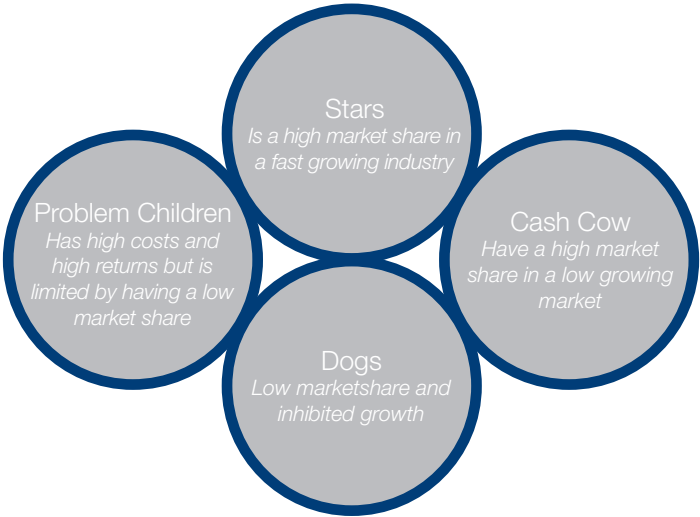 Stars
Is a high market share in
a fast growing industry
Problem Children
Has high costs and
high returns but is
limited by having a low
market share
Cash Cow
Have a high market
share in a low growing
market
Dogs
Low marketshare and
inhibited growth